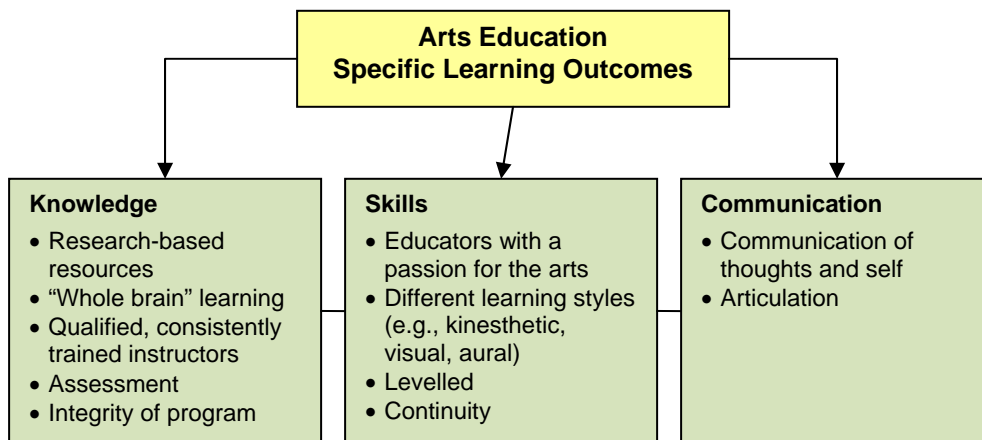 Arts Education
Specific Learning Outcomes
Knowledge
• Research-based
resources
• “Whole brain” learning
• Qualified, consistently
trained instructors
• Assessment
• Integrity of program
Skills
• Educators with a
passion for the arts
• Different learning styles
(e.g., kinesthetic,
visual, aural)
• Levelled
• Continuity
Communication
• Communication of
thoughts and self
• Articulation